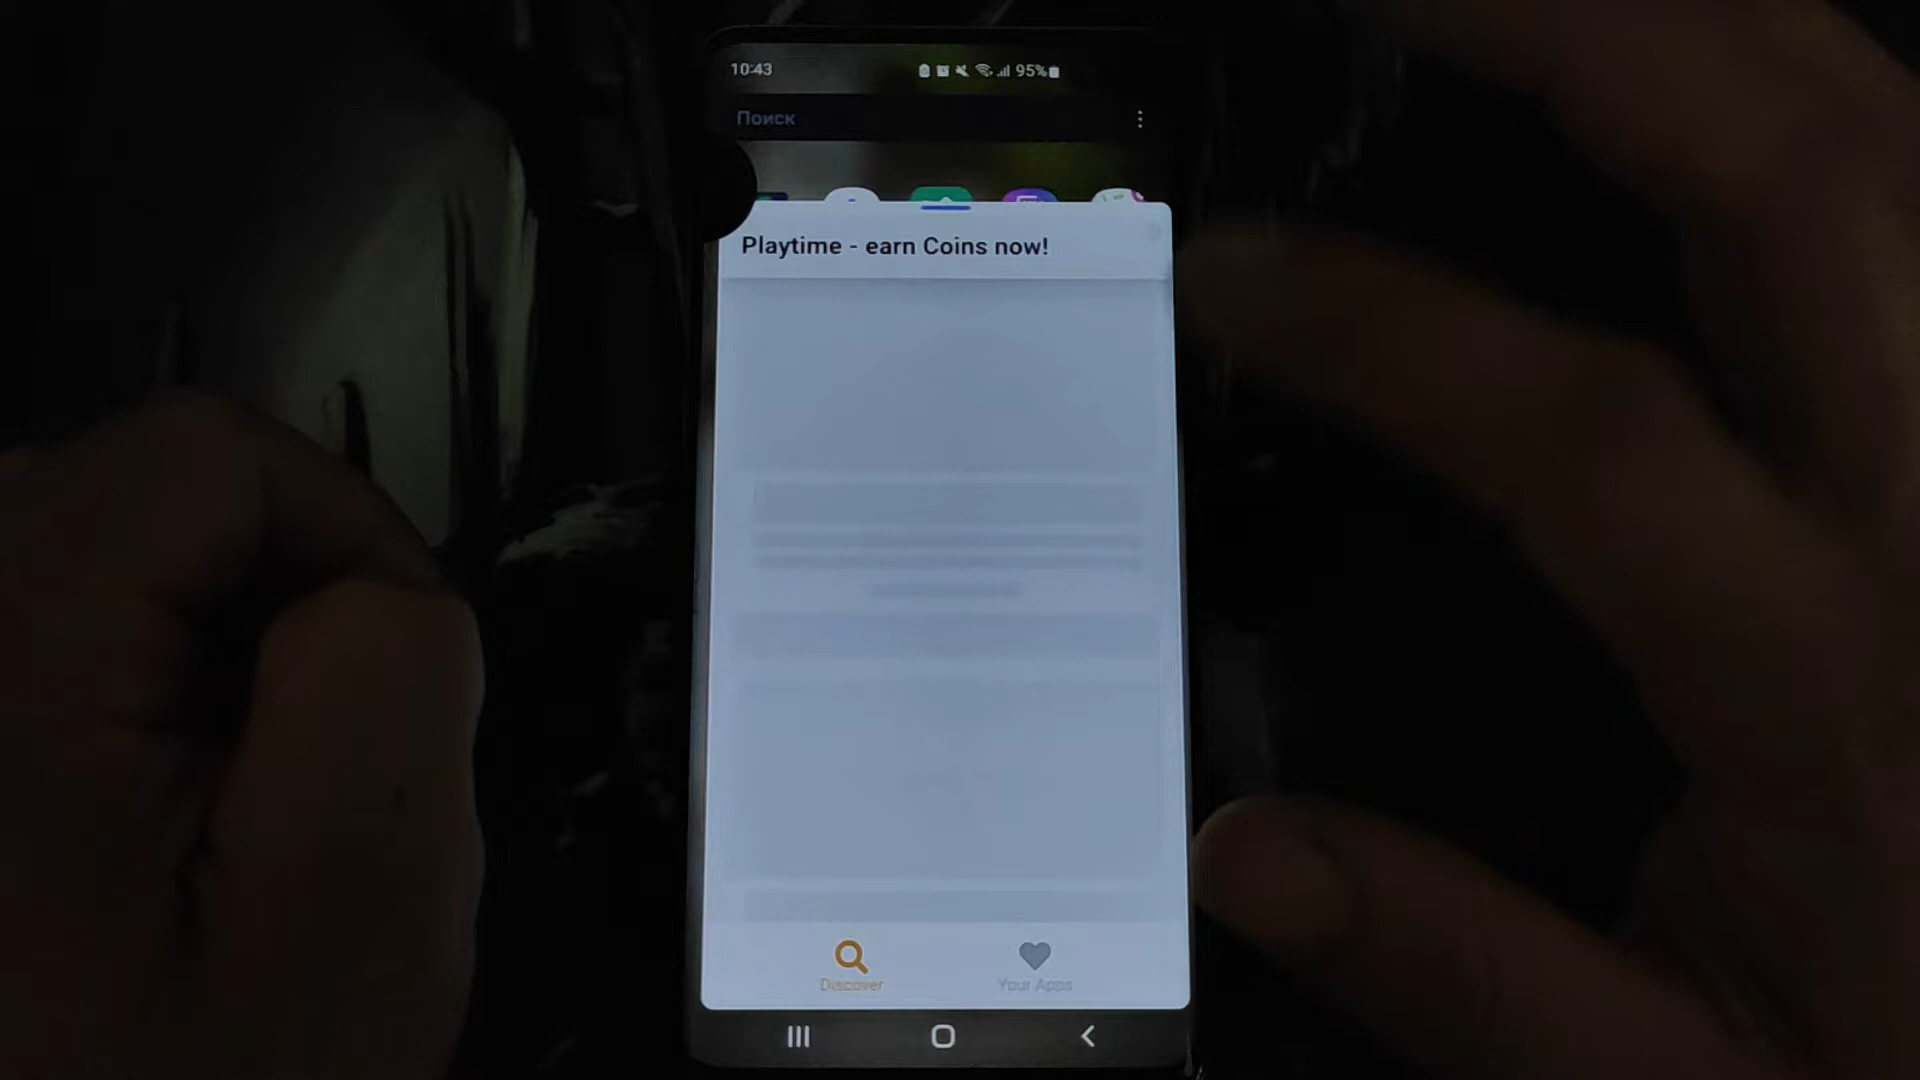 10:43
95%
Поиск
Playtime - earn Coins now!
Discover
Your Apps